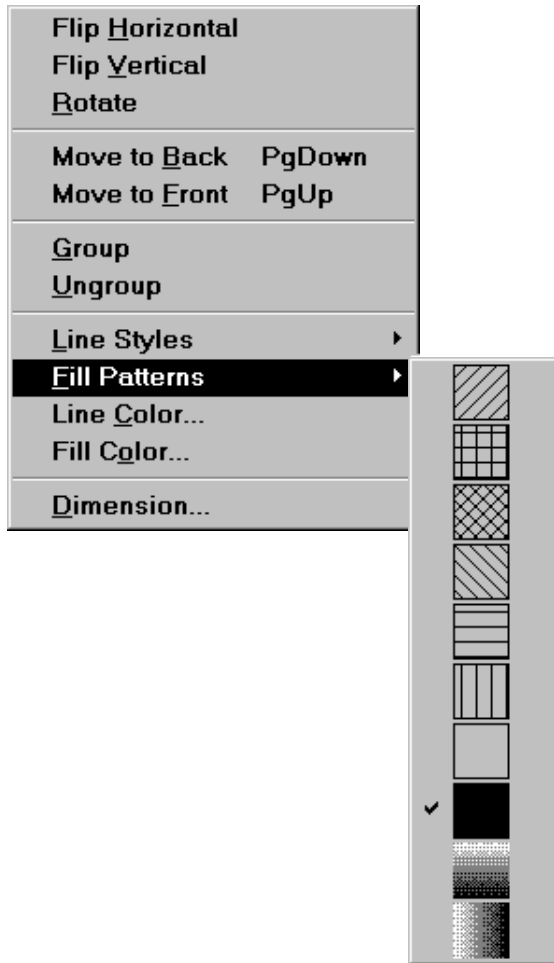 Flip Horizontal
Flip Vertical
Rotate
Move to Back PgDown
Move to Front PgUp
Group
Ungroup
Line Styles
Fill Patterns
Line Color...
Fill Color...
Dimension...